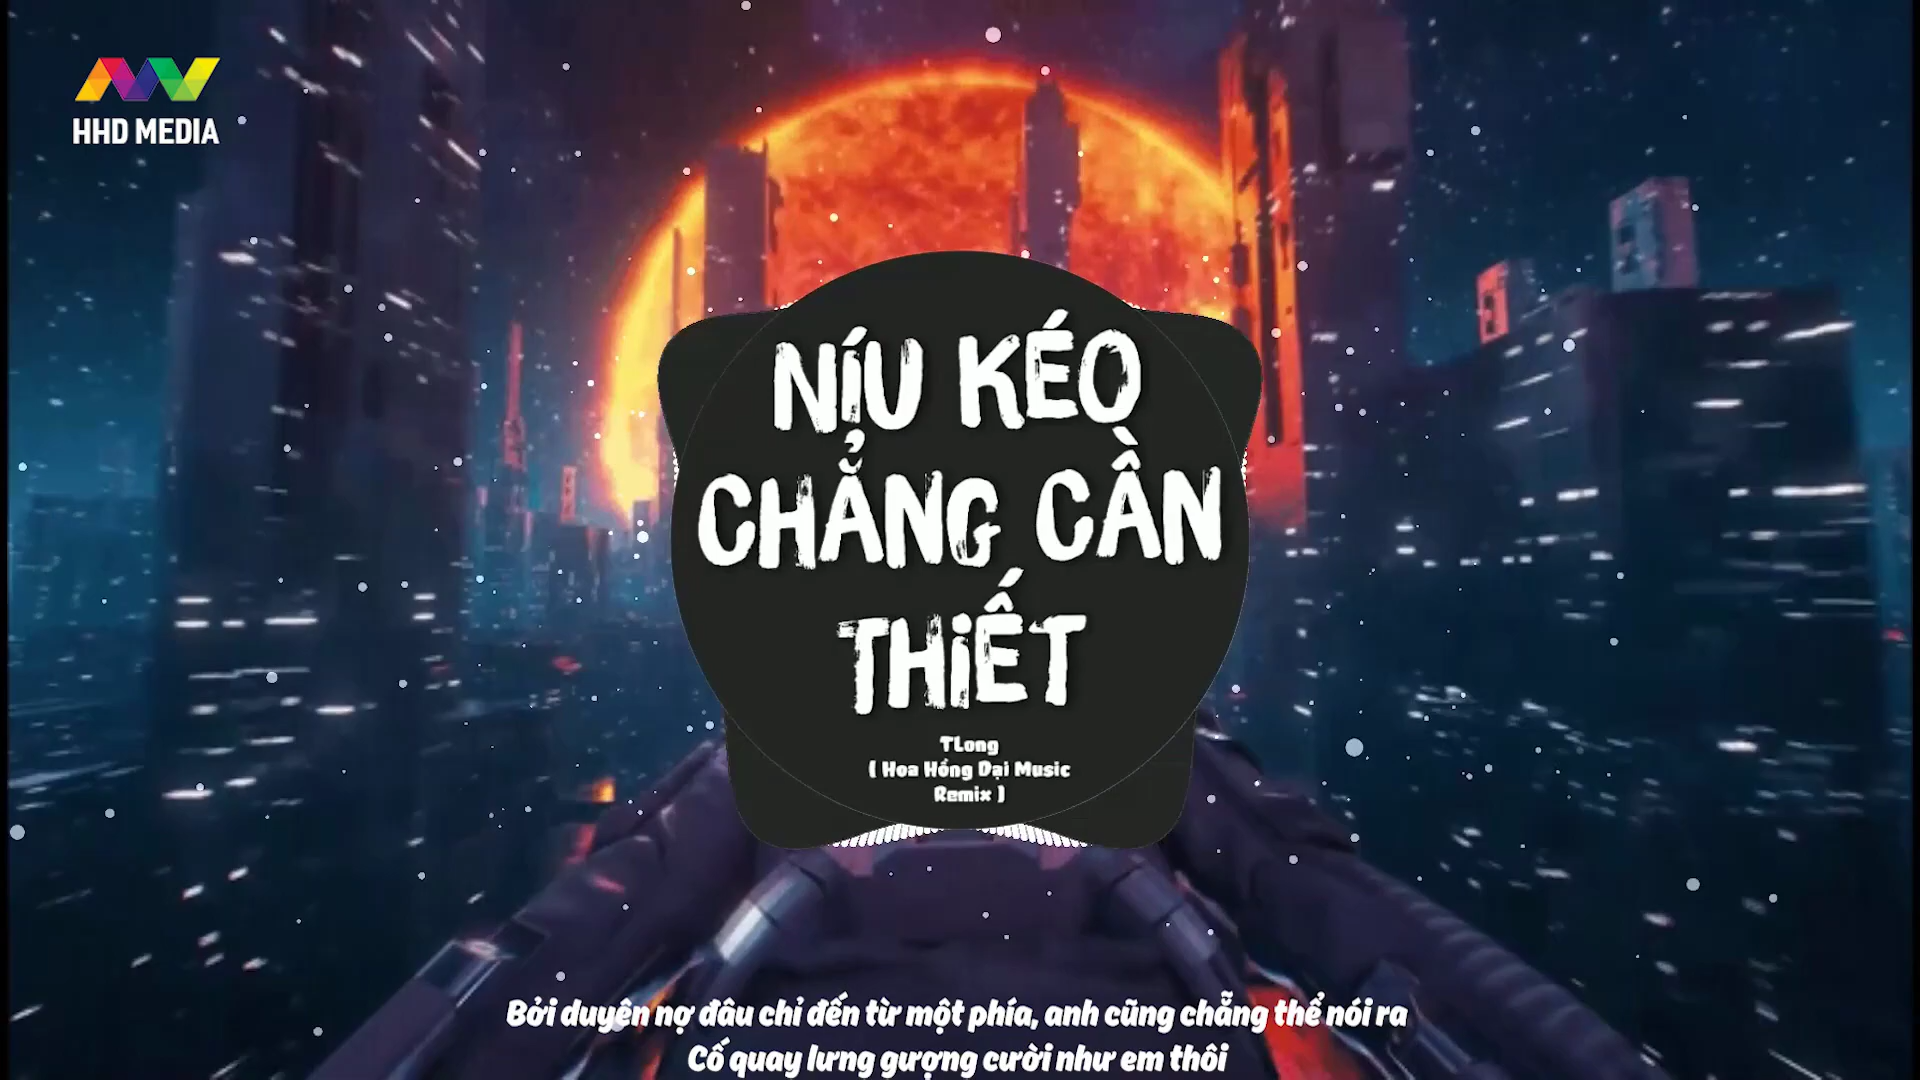 HHD MEDIA
NÍU KÉO
CHẲNG CẦN
THIẾT
TLong
( Hoa Hồng Dại Music
Remix )
Bởi duyên nợ đâu chỉ đến từ một phía, anh cũng chẵng thể nói ra
Cố quay lưng gượng cười như em thôi